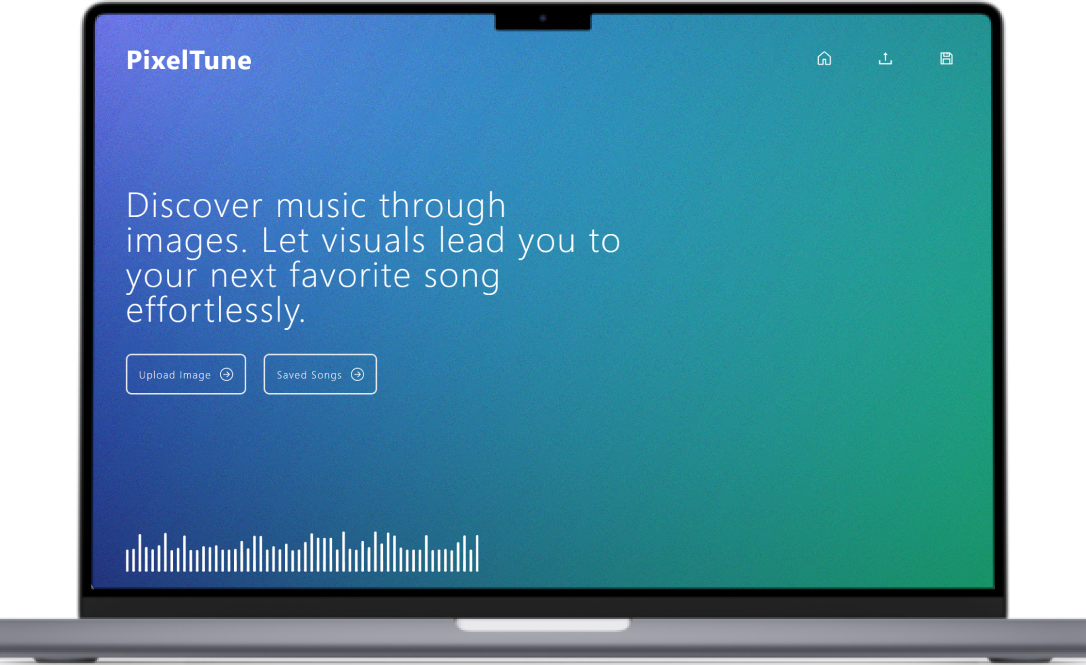 PixelTune
Discover music through
images. Let visuals lead you to
your next favorite song
effortlessly.
Upload Image
Saved Songs